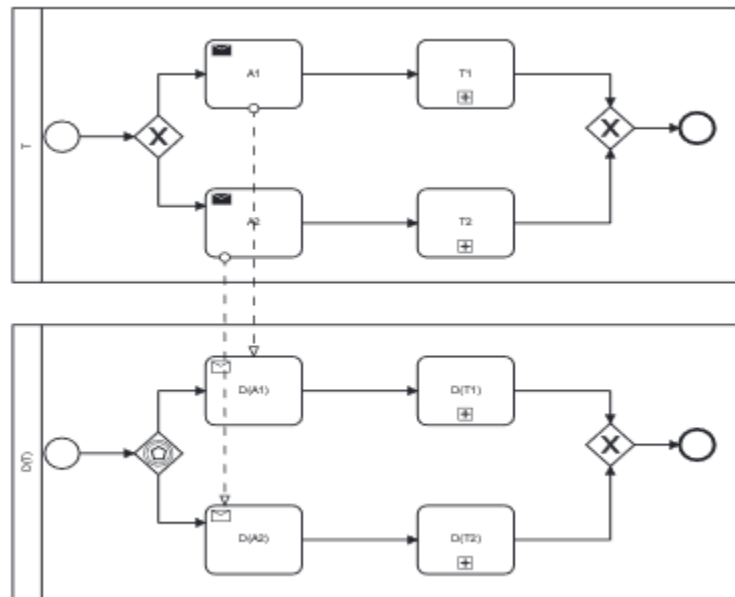 T
A1
T1
A2
T2
D(T)
D(A1)
D(T1)
D(A2)
D(T2)